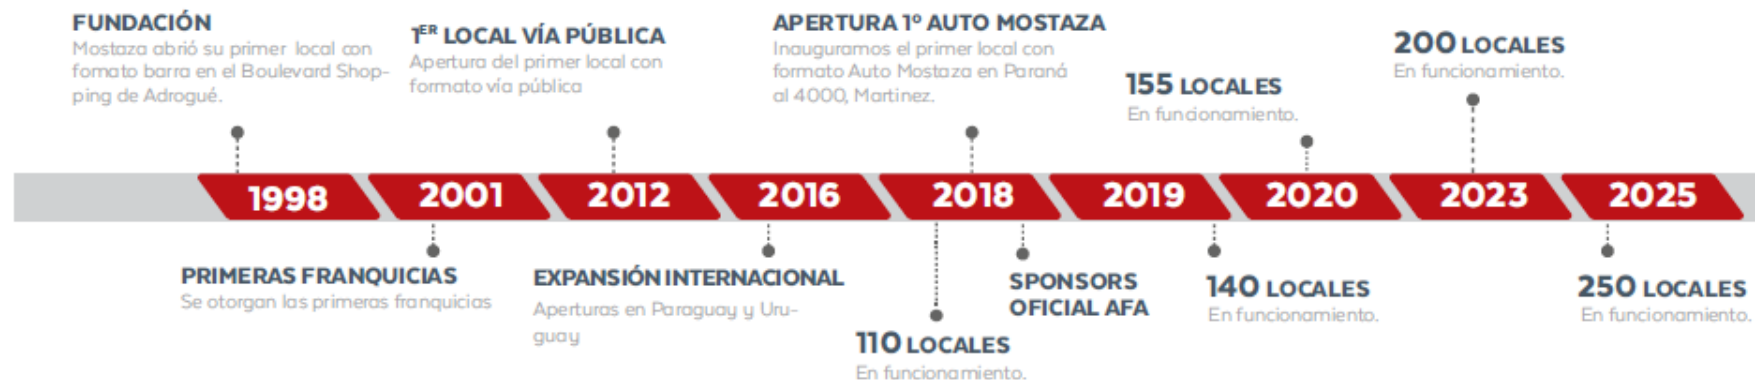 FUNDACIÓN
Mostaza abrió su primer local con
fomato barra en el Boulevard Shop-
ping de Adrogué.
1ER LOCAL VÍA PÚBLICA
Apertura del primer local con
formato vía pública
APERTURA 1º AUTO MOSTAZA
Inauguramos el primer local con
formato Auto Mostaza en Paraná
al 4000, Martinez.
155 LOCALES
En funcionamiento.
200 LOCALES
En funcionamiento.
1998
2001
2012
2016
2018
2019
2020
2023
2025
PRIMERAS FRANQUICIAS
Se otorgan las primeras franquicias
EXPANSIÓN INTERNACIONAL
Aperturas en Paraguay y Uru-
guay
110 LOCALES
En funcionamiento.
SPONSORS
OFICIAL AFA
140 LOCALES
En funcionamiento.
250 LOCALES
En funcionamiento.